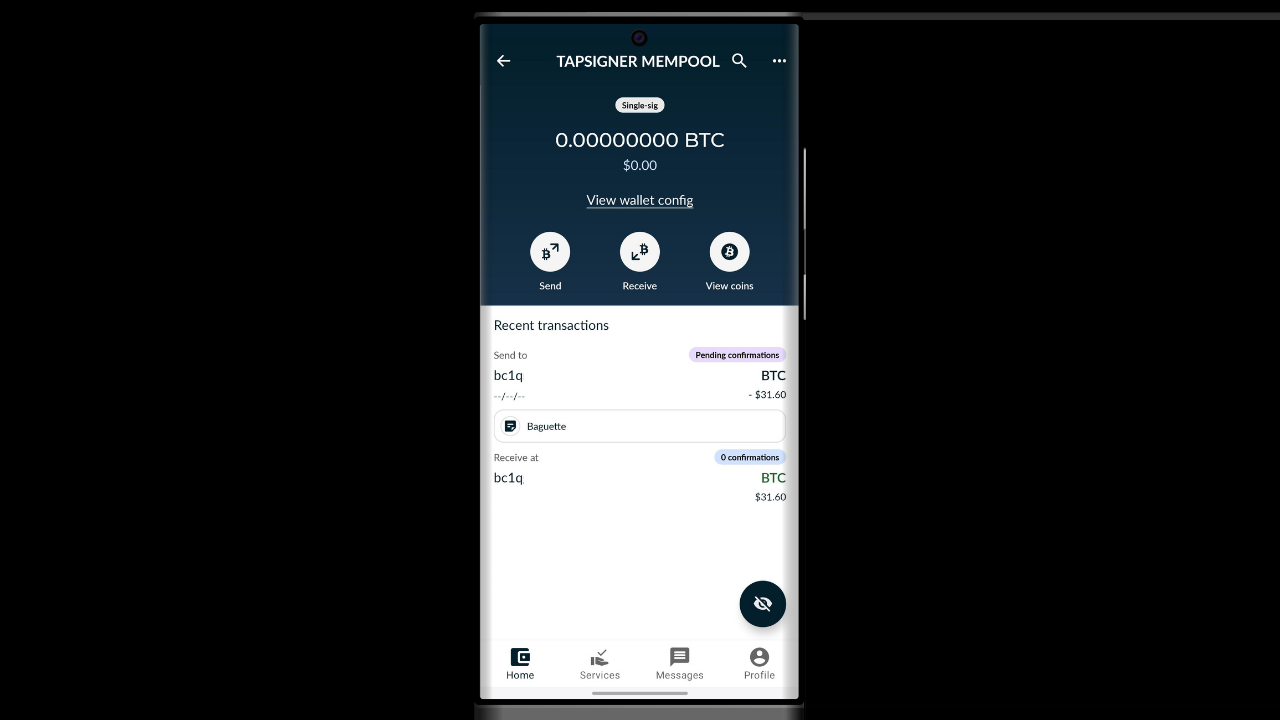 TAPSIGNER MEMPOOL
Single-sig
0.00000000 BTC
$0.00
View wallet config
Send Receive View coins
Recent transactions
Send to Pending confirmations
bc1q BTC
--/--/-- - $31.60
Baguette
Receive at 0 confirmations
bc1q BTC
$31.60
Home Services Messages Profile